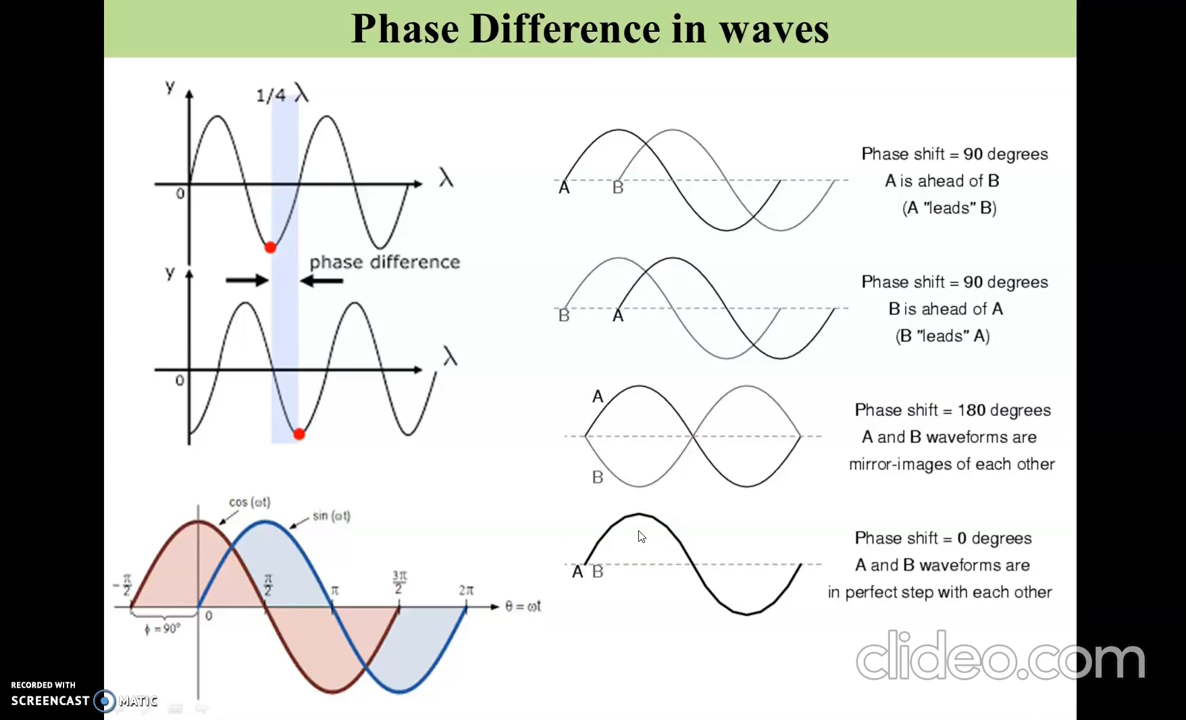 Phase Difference in waves
y
1/4 λ
0
λ
phase difference
y
0
λ
cos (ωt)
sin (ωt)
-π/2
π/2
π
3π/2
2π
0
θ = ωt
ϕ = 90°
A
B
Phase shift = 90 degrees
A is ahead of B
(A "leads" B)
B
A
Phase shift = 90 degrees
B is ahead of A
(B "leads" A)
A
B
Phase shift = 180 degrees
A and B waveforms are
mirror-images of each other
A B
Phase shift = 0 degrees
A and B waveforms are
in perfect step with each other
clideo.com
RECORDED WITH
SCREENCAST MATIC